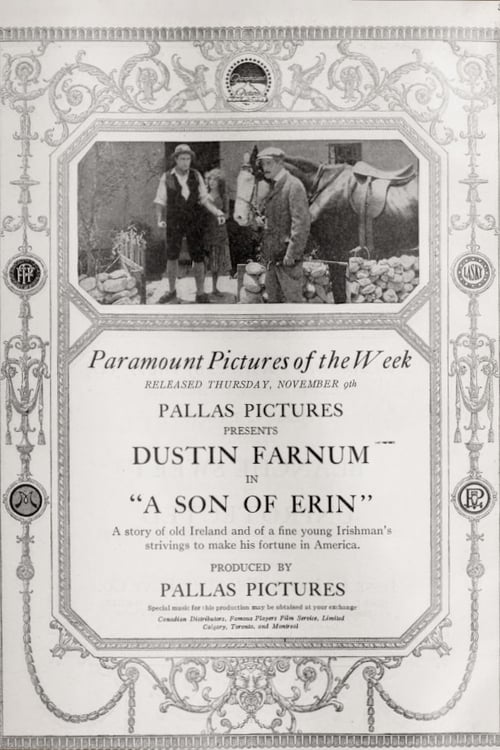 Paramount
Pictures
LASKY
Paramount Pictures of the Week
RELEASED THURSDAY, NOVEMBER 9th
PALLAS PICTURES
PRESENTS
DUSTIN FARNUM
IN
"A SON OF ERIN"
A story of old Ireland and of a fine young Irishman's
strivings to make his fortune in America.
PRODUCED BY
PALLAS PICTURES
Special music for this production may be obtained at your exchange
Canadian Distributors, Famous Players Film Service, Limited
Calgary, Toronto, and Montreal